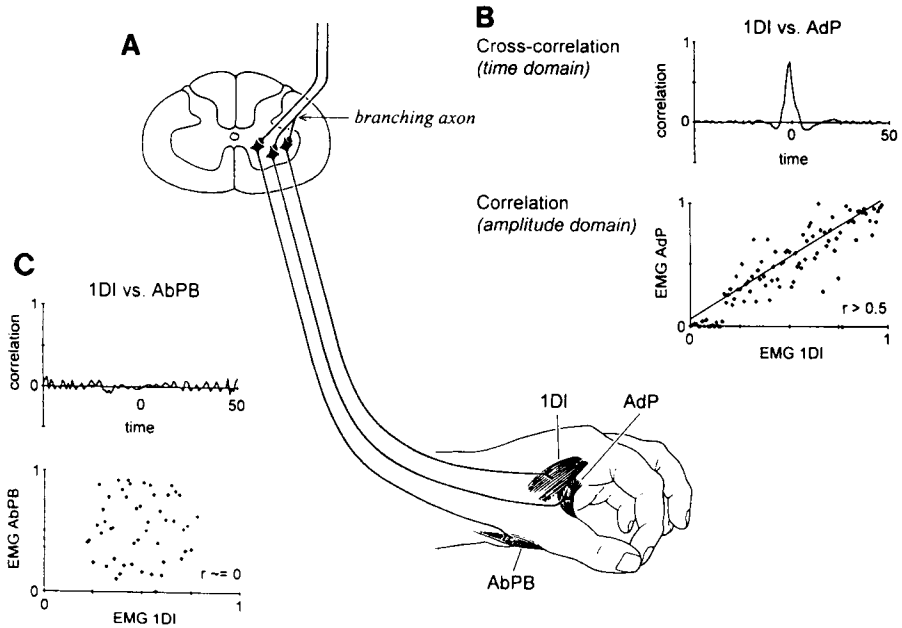 A
branching axon
B
1DI vs. AdP
Cross-correlation
(time domain)
1
correlation
0
0
50
time
Correlation
(amplitude domain)
1
EMG AdP
r > 0.5
0
0
1
EMG 1DI
C
1DI vs. AbPB
1
correlation
0
0
50
time
1
EMG AbPB
r ~= 0
0
0
1
EMG 1DI
1DI
AdP
AbPB